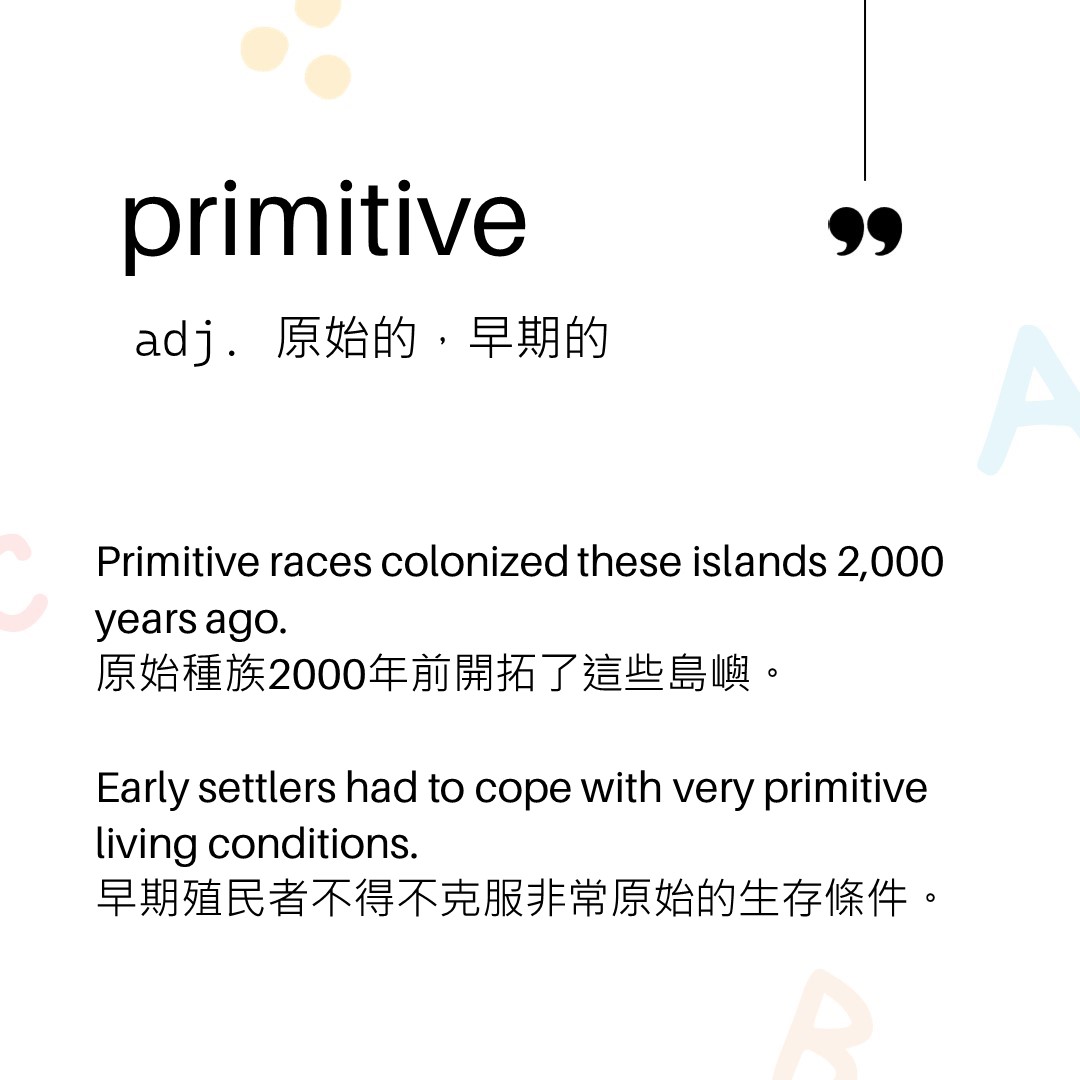 primitive
”
adj. 原始的，早期的
A
C
Primitive races colonized these islands 2,000
years ago.
原始種族2000年前開拓了這些島嶼。
Early settlers had to cope with very primitive
living conditions.
早期殖民者不得不克服非常原始的生存條件。
B